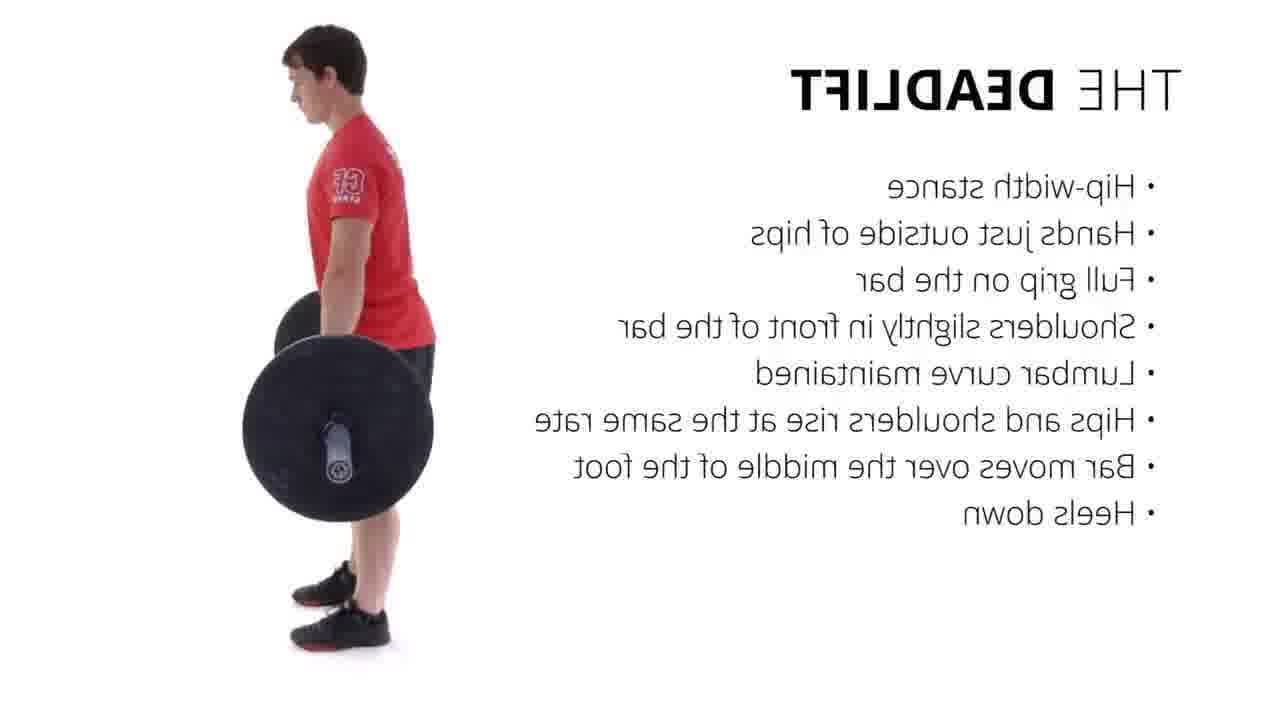 THE DEADLIFT
• Hip-width stance
• Hands just outside of hips
• Full grip on the bar
• Shoulders slightly in front of the bar
• Lumbar curve maintained
• Hips and shoulders rise at the same rate
• Bar moves over the middle of the foot
• Heels down
CF